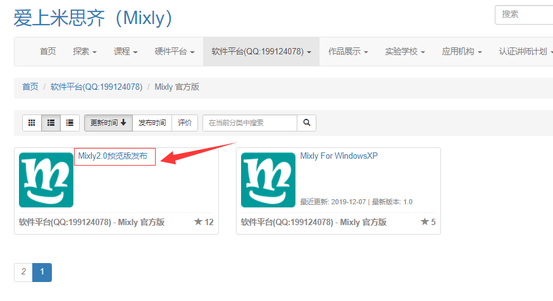 爱上米思齐（Mixly）
搜索
首页 探索 课程 硬件平台 软件平台(QQ:199124078) 作品展示 实验学校 应用机构 认证讲师计划
首页 / 软件平台(QQ:199124078) / Mixly 官方版
更新时间 发布时间 评价 在当前分类中搜索
Mixly2.0预览版发布
软件平台(QQ:199124078) - Mixly 官方版 12
Mixly For WindowsXP
最近更新: 2019-12-07 | 最新版本: 1.0
软件平台(QQ:199124078) - Mixly 官方版 5
2 1